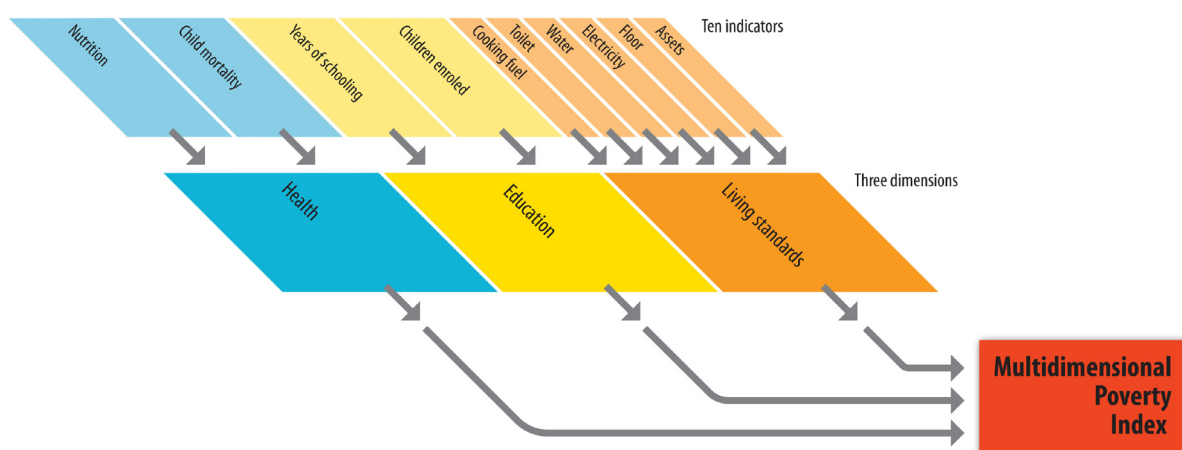 Ten indicators
Nutrition
Child mortality
Years of schooling
Children enroled
Cooking fuel
Toilet
Water
Electricity
Floor
Assets
Three dimensions
Health
Education
Living standards
Multidimensional
Poverty
Index